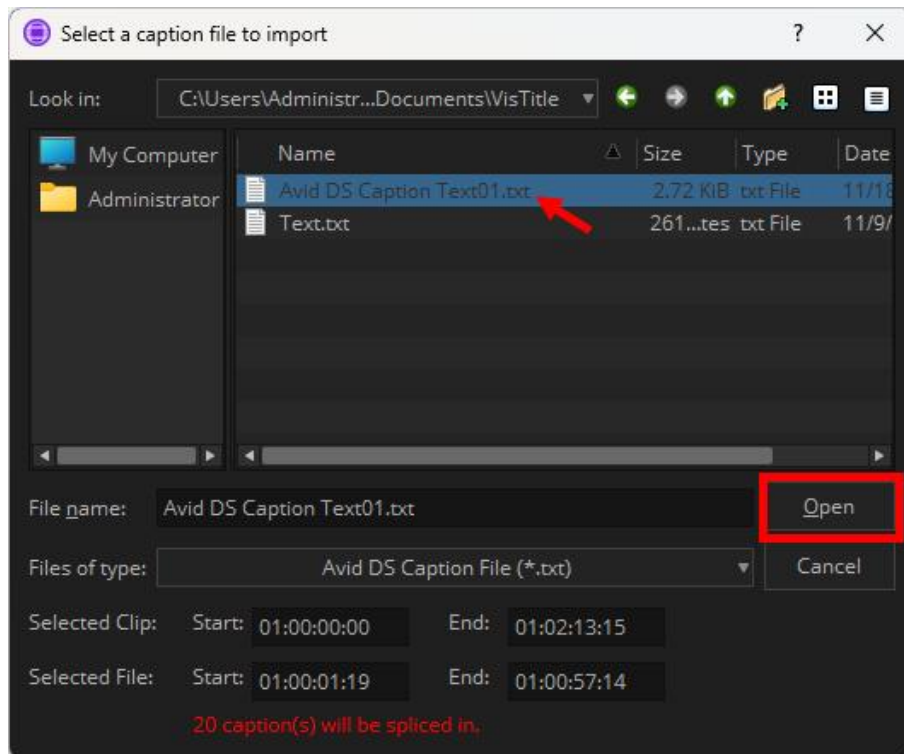 Select a caption file to import ?
Look in: C:\Users\Administr...Documents\VisTitle
My Computer Name Size Type Date
Administrator Avid DS Caption Text01.txt 2.72 KiB txt File 11/18
Text.txt 261...tes txt File 11/9/
File name: Avid DS Caption Text01.txt Open
Files of type: Avid DS Caption File (*.txt) Cancel
Selected Clip: Start: 01:00:00:00 End: 01:02:13:15
Selected File: Start: 01:00:01:19 End: 01:00:57:14
20 caption(s) will be spliced in.